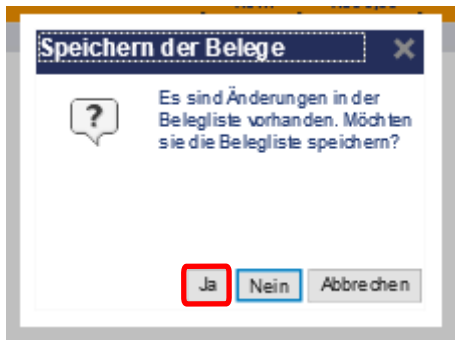 Speichern der Belege
?
Es sind Änderungen in der
Belegliste vorhanden. Möchten
sie die Belegliste speichern?
Ja Nein Abbrechen